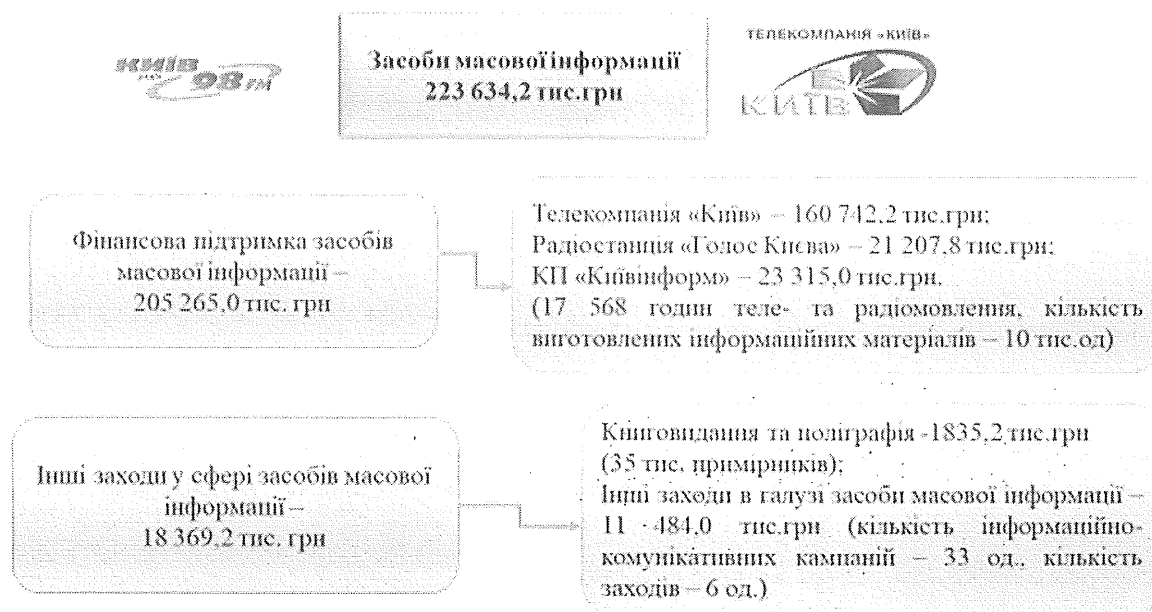 КИЇВ
98 FM
Засоби масової інформації
223 634,2 тис.грн
ТЕЛЕКОМПАНІЯ «КИЇВ»
КИЇВ
Фінансова підтримка засобів
масової інформації –
205 265,0 тис. грн
Телекомпанія «Київ» – 160 742,2 тис.грн;
Радіостанція «Голос Києва» – 21 207,8 тис.грн;
КП «Київінформ» – 23 315,0 тис.грн.
(17 568 годин теле- та радіомовлення, кількість
виготовлених інформаційних матеріалів – 10 тис.од)
Інші заходи у сфері засобів масової
інформації –
18 369,2 тис. грн
Книговидання та поліграфія -1835,2 тис.грн
(35 тис. примірників);
Інші заходи в галузі засоби масової інформації –
11 484,0 тис.грн (кількість інформаційно-
комунікативних кампаній – 33 од., кількість
заходів – 6 од.)